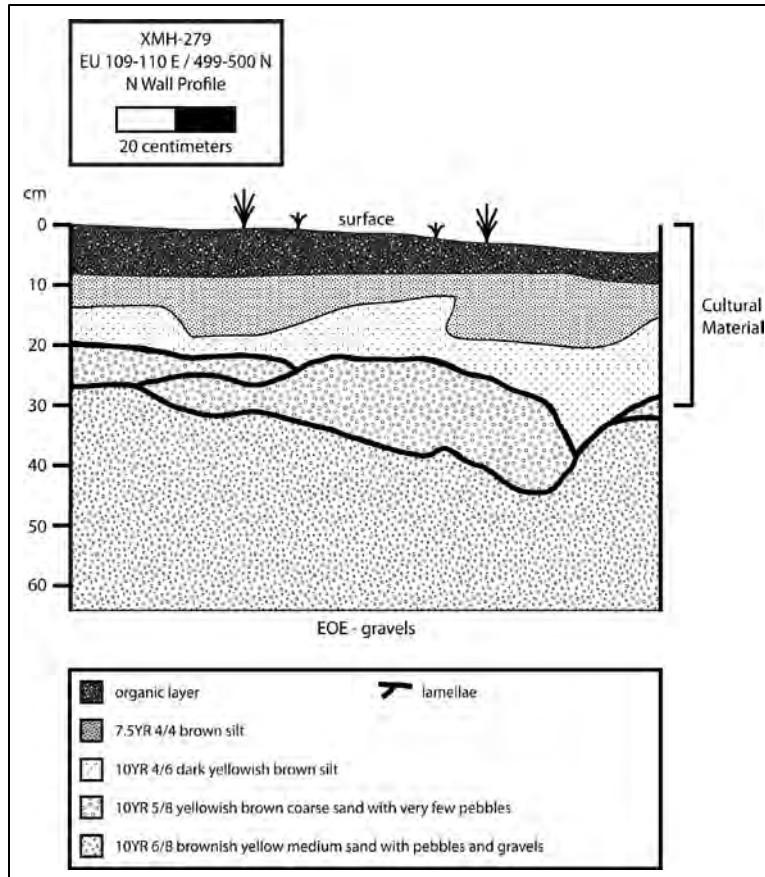 XMH-279
EU 109-110 E / 499-500 N
N Wall Profile
20 centimeters
cm
surface
0
10
20
30
40
50
60
Cultural
Material
EOE - gravels
organic layer
lamellae
7.5YR 4/4 brown silt
10YR 4/6 dark yellowish brown silt
10YR 5/8 yellowish brown coarse sand with very few pebbles
10YR 6/8 brownish yellow medium sand with pebbles and gravels